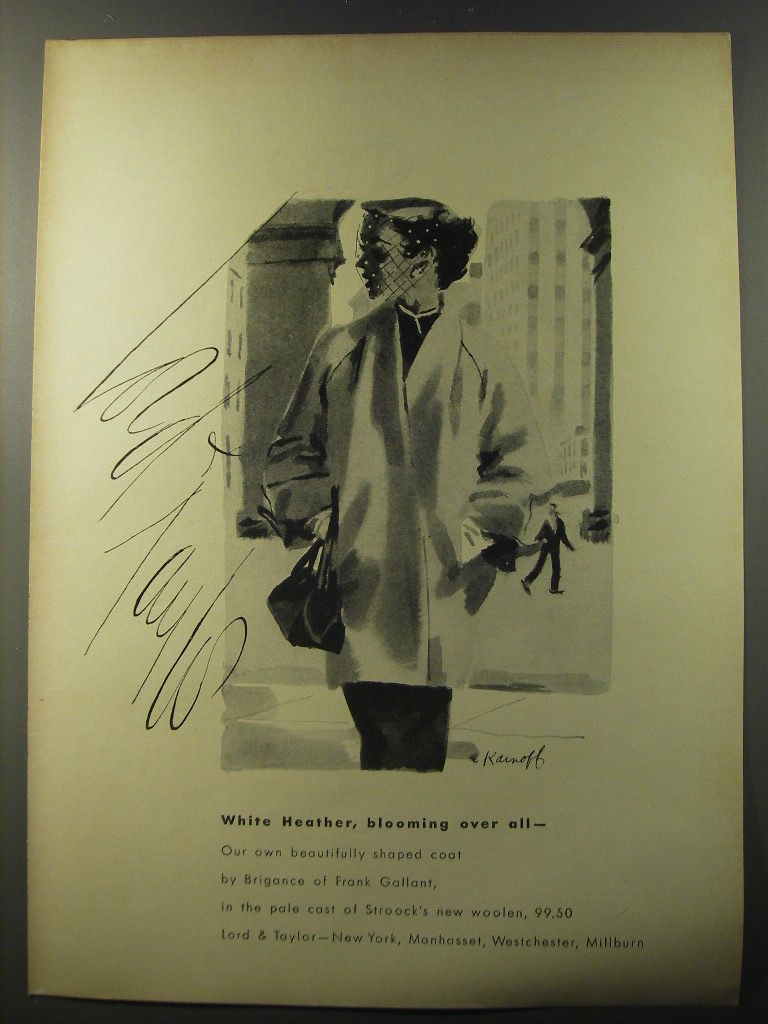 Lord & Taylor
Karnoff
White Heather, blooming over all—
Our own beautifully shaped coat
by Brigance of Frank Gallant,
in the pale cast of Stroock's new woolen, 99.50
Lord & Taylor—New York, Manhasset, Westchester, Millburn